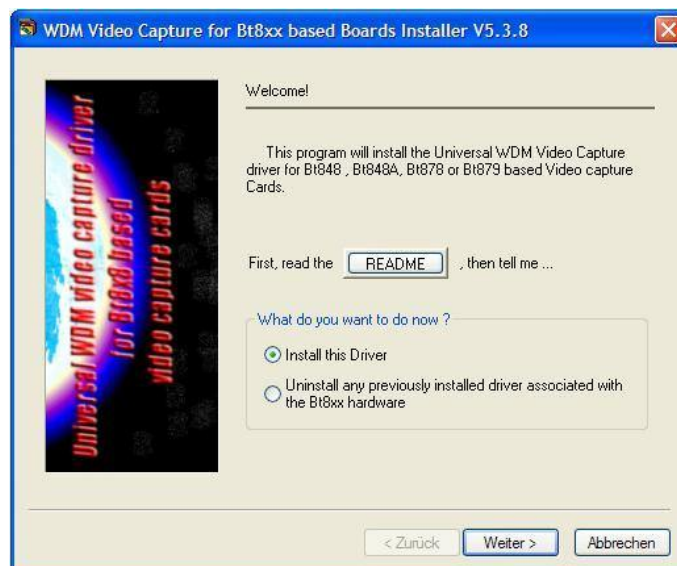 WDM Video Capture for Bt8xx based Boards Installer V5.3.8
Universal WDM video capture driver
for Bt8x8 based
video capture cards
Welcome!
This program will install the Universal WDM Video Capture
driver for Bt848 , Bt848A, Bt878 or Bt879 based Video capture
Cards.
First, read the README , then tell me ...
What do you want to do now ?
Install this Driver
Uninstall any previously installed driver associated with
the Bt8xx hardware
< Zurück Weiter > Abbrechen